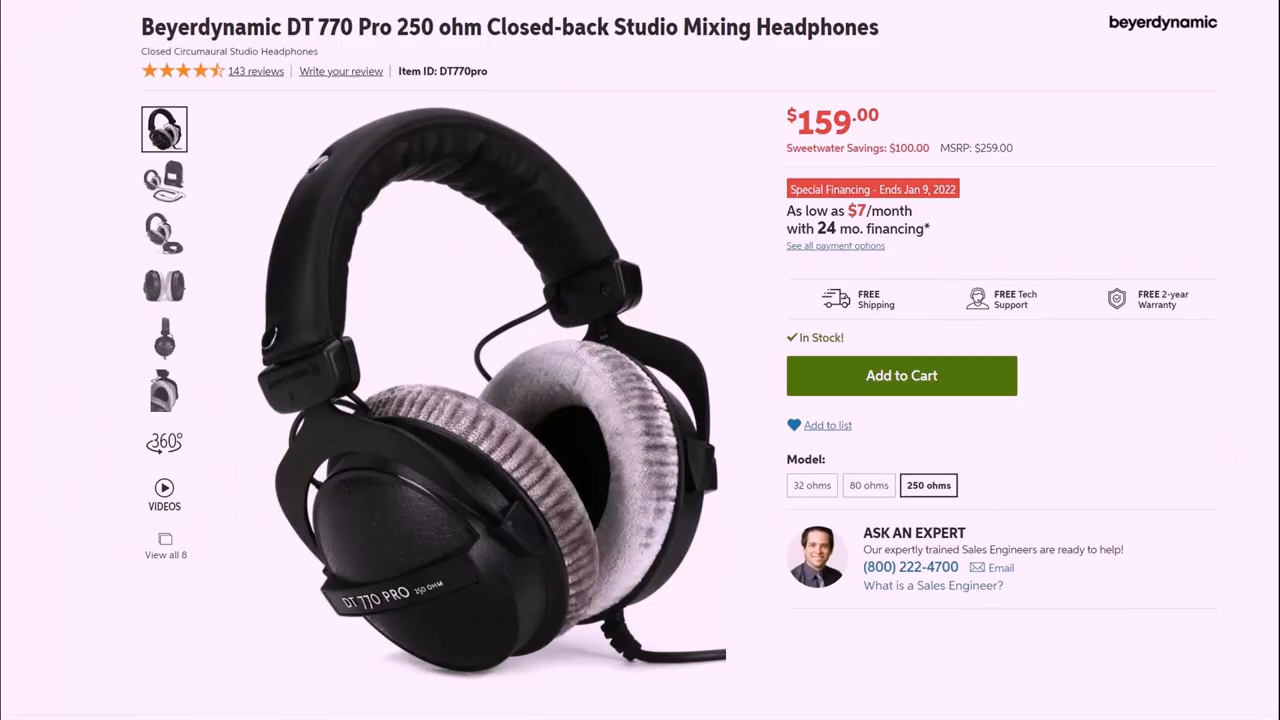 Beyerdynamic DT 770 Pro 250 ohm Closed-back Studio Mixing Headphones
beyerdynamic
Closed Circumaural Studio Headphones
143 reviews
Write your review
Item ID: DT770pro
$159.00
Sweetwater Savings: $100.00 MSRP: $259.00
Special Financing - Ends Jan 9, 2022
As low as $7/month
with 24 mo. financing*
See all payment options
FREE
Shipping
FREE Tech
Support
FREE 2-year
Warranty
In Stock!
Add to Cart
Add to list
Model:
32 ohms
80 ohms
250 ohms
ASK AN EXPERT
Our expertly trained Sales Engineers are ready to help!
(800) 222-4700
Email
What is a Sales Engineer?
360°
VIDEOS
View all 8
DT 770 PRO 250 OHM